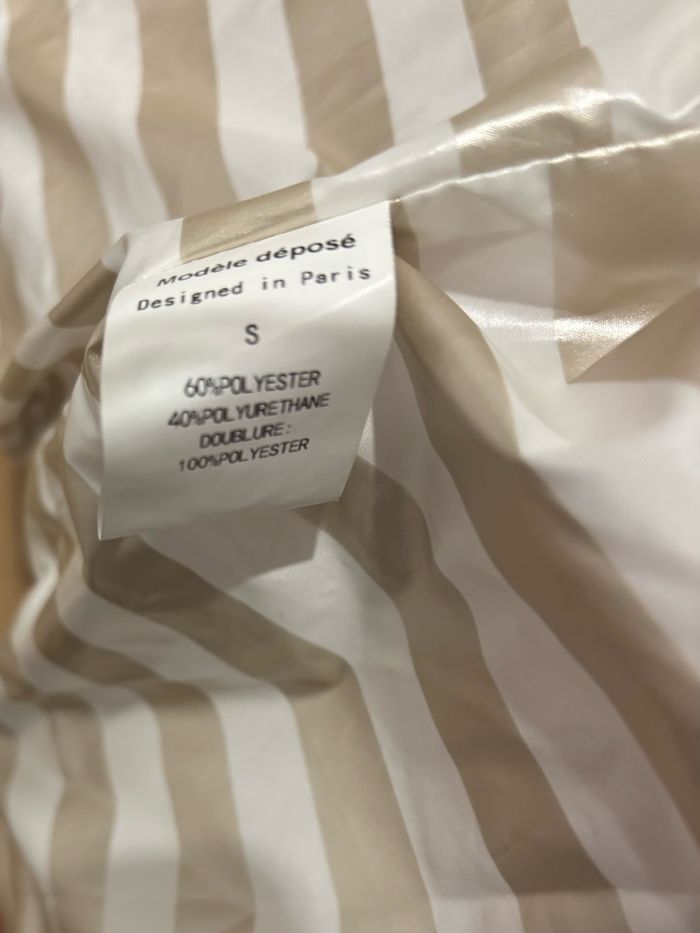 Modèle déposé
Designed in Paris
S
60%POLYESTER
40%POLYURETHANE
DOUBLURE:
100%POLYESTER